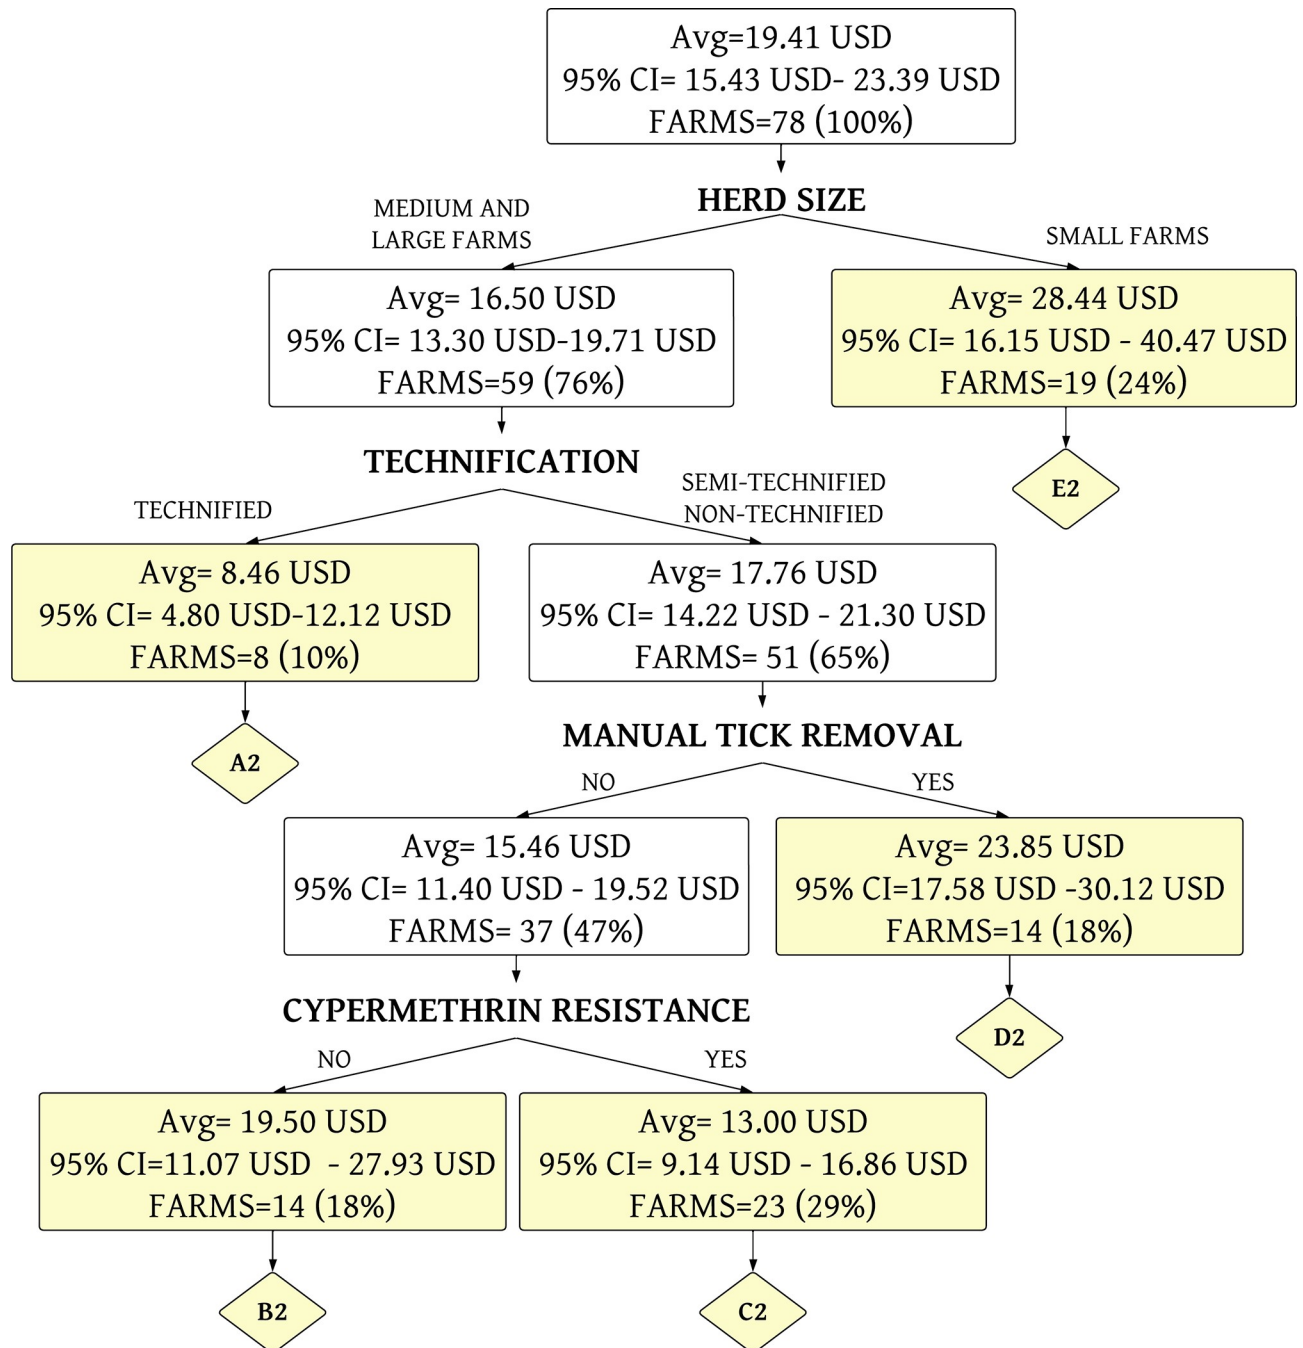 Avg=19.41 USD
95% CI= 15.43 USD- 23.39 USD
FARMS=78 (100%)
HERD SIZE
MEDIUM AND
LARGE FARMS
SMALL FARMS
Avg= 16.50 USD
95% CI= 13.30 USD-19.71 USD
FARMS=59 (76%)
Avg= 28.44 USD
95% CI= 16.15 USD - 40.47 USD
FARMS=19 (24%)
E2
TECHNIFICATION
TECHNIFIED
SEMI-TECHNIFIED
NON-TECHNIFIED
Avg= 8.46 USD
95% CI= 4.80 USD-12.12 USD
FARMS=8 (10%)
A2
Avg= 17.76 USD
95% CI= 14.22 USD - 21.30 USD
FARMS= 51 (65%)
MANUAL TICK REMOVAL
NO
YES
Avg= 15.46 USD
95% CI= 11.40 USD - 19.52 USD
FARMS= 37 (47%)
Avg= 23.85 USD
95% CI=17.58 USD -30.12 USD
FARMS=14 (18%)
D2
CYPERMETHRIN RESISTANCE
NO
YES
Avg= 19.50 USD
95% CI=11.07 USD  - 27.93 USD
FARMS=14 (18%)
B2
Avg= 13.00 USD
95% CI= 9.14 USD - 16.86 USD
FARMS=23 (29%)
C2